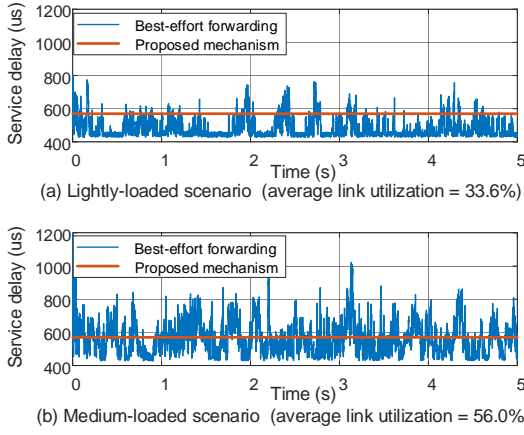 1200
1000
800
600
400
Service delay (us)
Best-effort forwarding
Proposed mechanism
0 1 2 3 4 5
Time (s)
(a) Lightly-loaded scenario (average link utilization = 33.6%)
1200
1000
800
600
400
Service delay (us)
Best-effort forwarding
Proposed mechanism
0 1 2 3 4 5
Time (s)
(b) Medium-loaded scenario (average link utilization = 56.0%